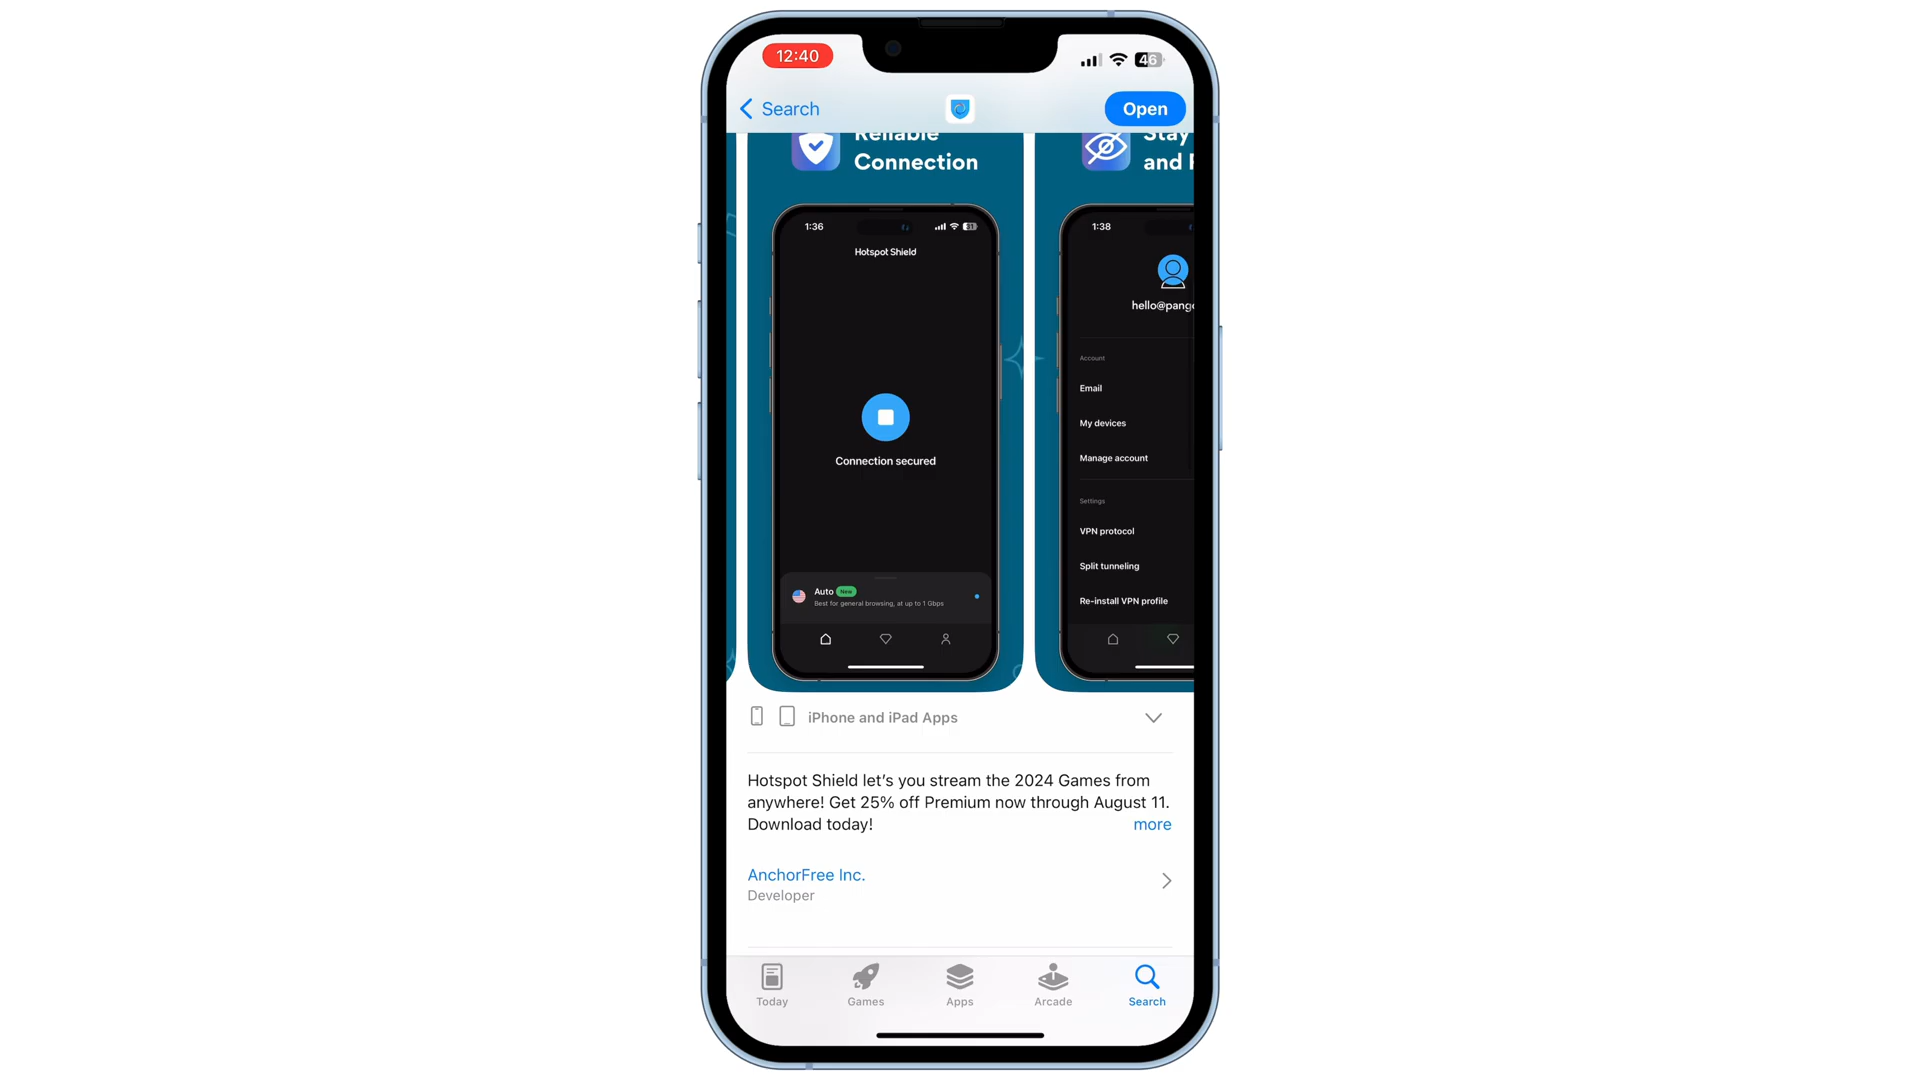 12:40
46
Search
Open
Reliable
Connection
Stay
and
1:36
31
Hotspot Shield
Connection secured
Auto New
Best for general browsing, at up to 1 Gbps
1:38
hello@pang
Account
Email
My devices
Manage account
Settings
VPN protocol
Split tunneling
Re-install VPN profile
iPhone and iPad Apps
Hotspot Shield let’s you stream the 2024 Games from
anywhere! Get 25% off Premium now through August 11.
Download today!
more
AnchorFree Inc.
Developer
Today
Games
Apps
Arcade
Search